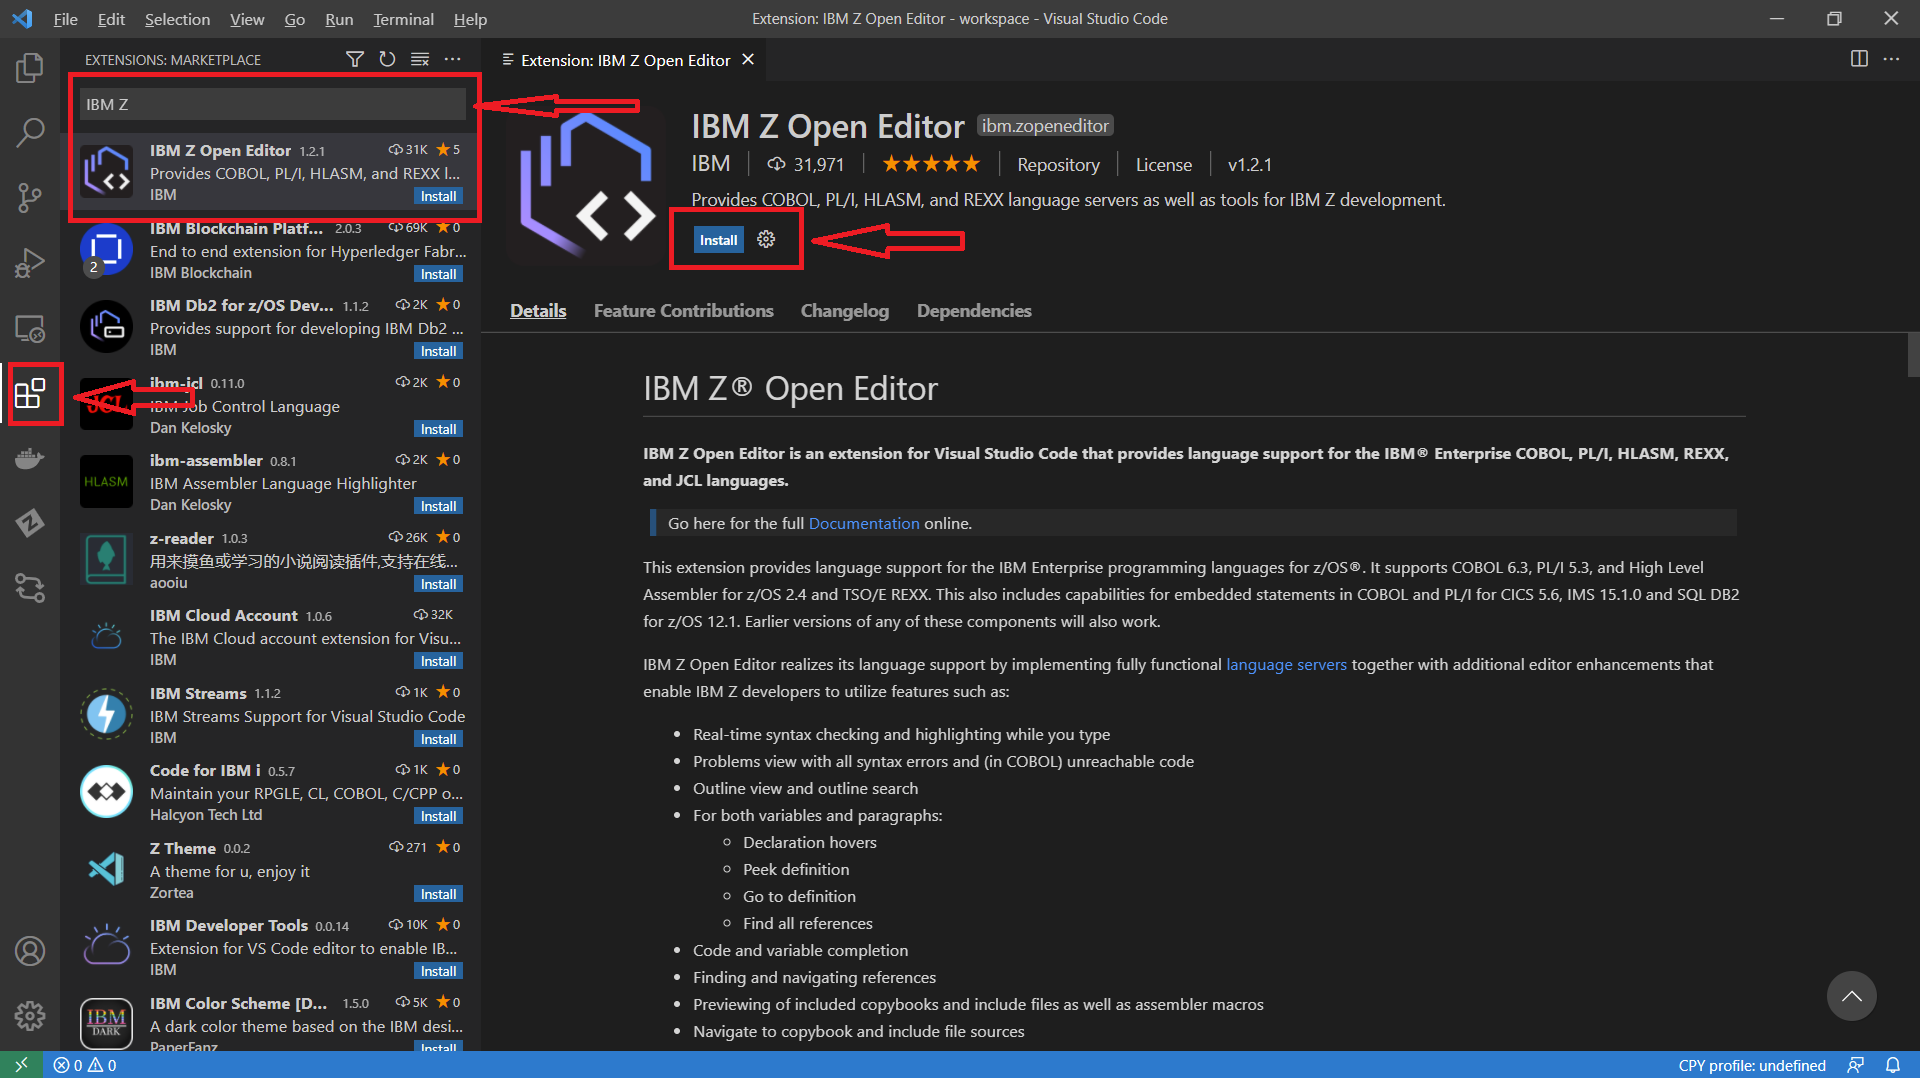 File Edit Selection View Go Run Terminal Help
Extension: IBM Z Open Editor - workspace - Visual Studio Code
EXTENSIONS: MARKETPLACE
IBM Z
IBM Z Open Editor 1.2.1 31K 5
Provides COBOL, PL/I, HLASM, and REXX l...
IBM Install
IBM Blockchain Platf... 2.0.3 69K 0
2
End to end extension for Hyperledger Fabr...
IBM Blockchain Install
IBM Db2 for z/OS Dev... 1.1.2 2K 0
Provides support for developing IBM Db2 ...
IBM Install
ibm-jcl 0.11.0 2K 0
JCL
IBM Job Control Language
Dan Kelosky Install
ibm-assembler 0.8.1 2K 0
HLASM
IBM Assembler Language Highlighter
Dan Kelosky Install
z-reader 1.0.3 26K 0
用来摸鱼或学习的小说阅读插件,支持在线...
aooiu Install
IBM Cloud Account 1.0.6 32K
The IBM Cloud account extension for Visu...
IBM Install
IBM Streams 1.1.2 1K 0
IBM Streams Support for Visual Studio Code
IBM Install
Code for IBM i 0.5.7 1K 0
Maintain your RPGLE, CL, COBOL, C/CPP o...
Halcyon Tech Ltd Install
Z Theme 0.0.2 271 0
A theme for u, enjoy it
Zortea Install
IBM Developer Tools 0.0.14 10K 0
Extension for VS Code editor to enable IB...
IBM Install
IBM Color Scheme [D... 1.5.0 5K 0
IBM
DARK
A dark color theme based on the IBM desi...
PaperFanz Install
Extension: IBM Z Open Editor
IBM Z Open Editor ibm.zopeneditor
IBM 31,971 Repository License v1.2.1
Provides COBOL, PL/I, HLASM, and REXX language servers as well as tools for IBM Z development.
Install
Details Feature Contributions Changelog Dependencies
IBM Z® Open Editor
IBM Z Open Editor is an extension for Visual Studio Code that provides language support for the IBM® Enterprise COBOL, PL/I, HLASM, REXX,
and JCL languages.
Go here for the full Documentation online.
This extension provides language support for the IBM Enterprise programming languages for z/OS®. It supports COBOL 6.3, PL/I 5.3, and High Level
Assembler for z/OS 2.4 and TSO/E REXX. This also includes capabilities for embedded statements in COBOL and PL/I for CICS 5.6, IMS 15.1.0 and SQL DB2
for z/OS 12.1. Earlier versions of any of these components will also work.
IBM Z Open Editor realizes its language support by implementing fully functional language servers together with additional editor enhancements that
enable IBM Z developers to utilize features such as:
Real-time syntax checking and highlighting while you type
Problems view with all syntax errors and (in COBOL) unreachable code
Outline view and outline search
For both variables and paragraphs:
Declaration hovers
Peek definition
Go to definition
Find all references
Code and variable completion
Finding and navigating references
Previewing of included copybooks and include files as well as assembler macros
Navigate to copybook and include file sources
0 0
CPY profile: undefined